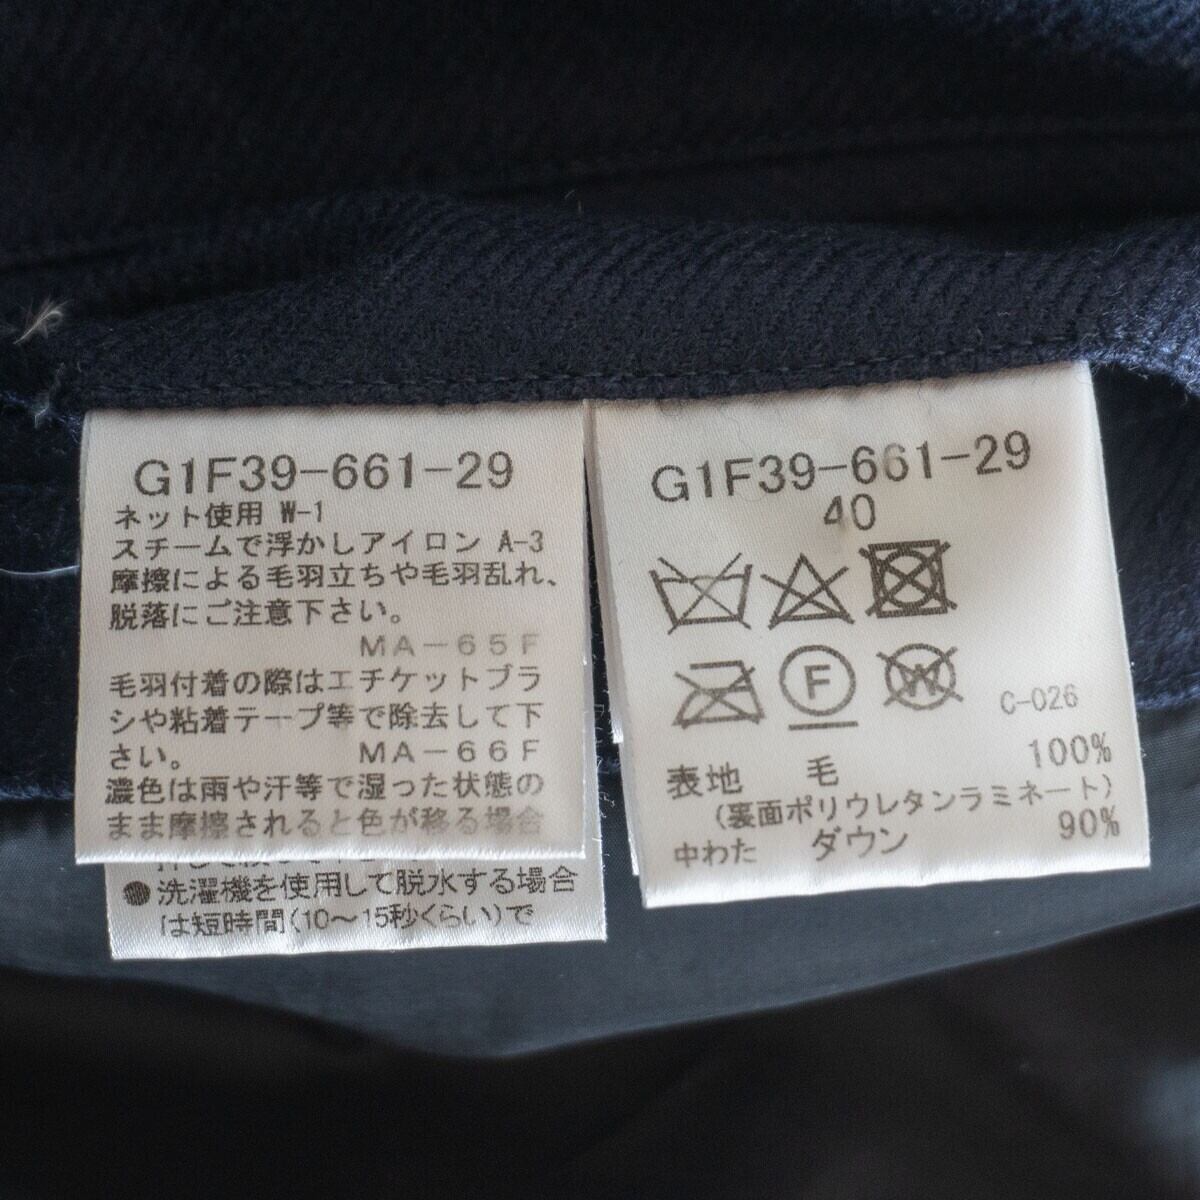 G1F39-661-29
ネット使用 W-1
スチームで浮かしアイロン A-3
摩擦による毛羽立ちや毛羽乱れ、
脱落にご注意下さい。
MA-65F
毛羽付着の際はエチケットブラ
シや粘着テープ等で除去して下
さい。 MA-66F
濃色は雨や汗等で湿った状態の
まま摩擦されると色が移る場合
●洗濯機を使用して脱水する場合
は短時間(10〜15秒くらい)で
G1F39-661-29
40
F
W
C-026
表地 毛 100%
(裏面ポリウレタンラミネート)
中わた ダウン 90%